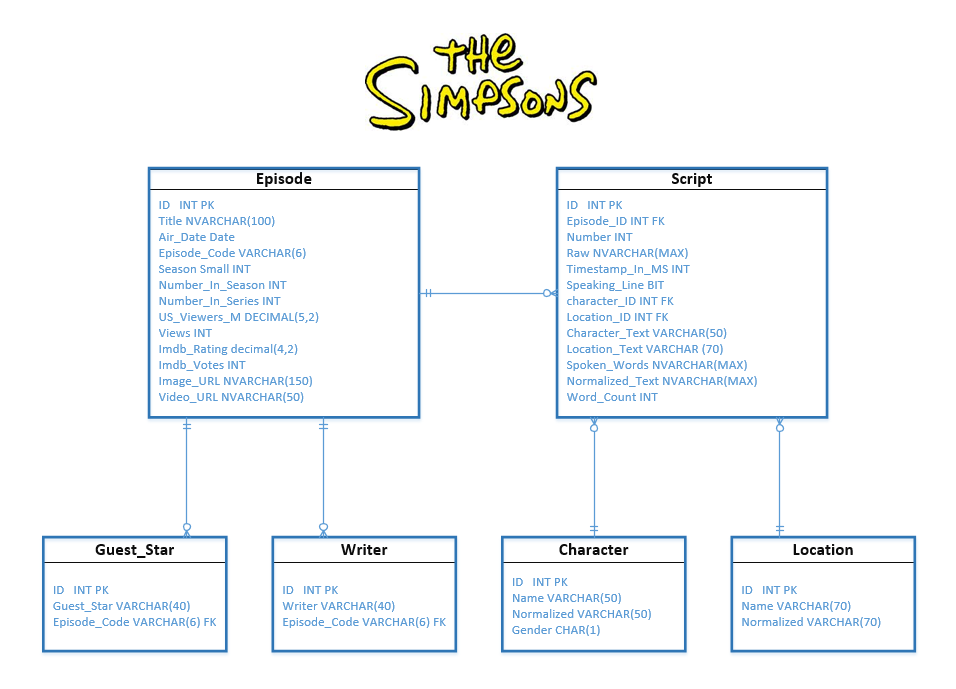 THE
SIMPSONS
Episode
ID INT PK
Title NVARCHAR(100)
Air_Date Date
Episode_Code VARCHAR(6)
Season Small INT
Number_In_Season INT
Number_In_Series INT
US_Viewers_M DECIMAL(5,2)
Views INT
Imdb_Rating decimal(4,2)
Imdb_Votes INT
Image_URL NVARCHAR(150)
Video_URL NVARCHAR(50)
Script
ID INT PK
Episode_ID INT FK
Number INT
Raw NVARCHAR(MAX)
Timestamp_In_MS INT
Speaking_Line BIT
character_ID INT FK
Location_ID INT FK
Character_Text VARCHAR(50)
Location_Text VARCHAR (70)
Spoken_Words NVARCHAR(MAX)
Normalized_Text NVARCHAR(MAX)
Word_Count INT
Guest_Star
ID INT PK
Guest_Star VARCHAR(40)
Episode_Code VARCHAR(6) FK
Writer
ID INT PK
Writer VARCHAR(40)
Episode_Code VARCHAR(6) FK
Character
ID INT PK
Name VARCHAR(50)
Normalized VARCHAR(50)
Gender CHAR(1)
Location
ID INT PK
Name VARCHAR(70)
Normalized VARCHAR(70)